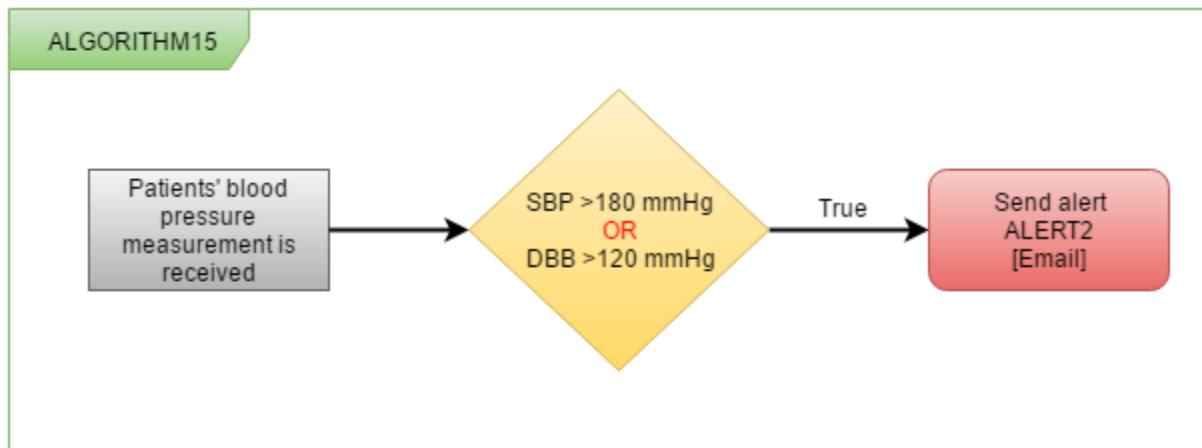 ALGORITHM15
Patients' blood
pressure
measurement is
received
SBP >180 mmHg
OR
DBB >120 mmHg
True
Send alert
ALERT2
[Email]